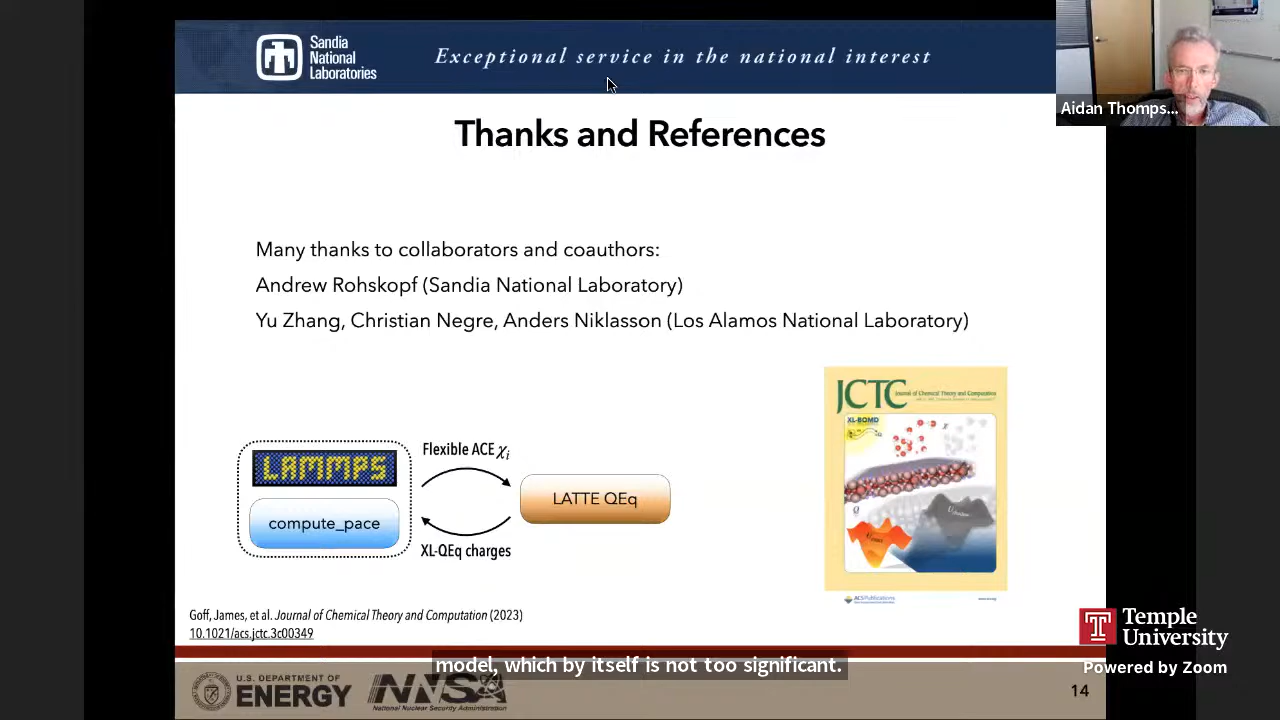 Sandia
National
Laboratories
Exceptional service in the national interest
Aidan Thomps...
Thanks and References
Many thanks to collaborators and coauthors:
Andrew Rohskopf (Sandia National Laboratory)
Yu Zhang, Christian Negre, Anders Niklasson (Los Alamos National Laboratory)
JCTC
Journal of Chemical Theory and Computation
XL-BOMD
LAMMPS
compute_pace
Flexible ACE χi
XL-QEq charges
LATTE QEq
ACS Publications
Goff, James, et al. Journal of Chemical Theory and Computation (2023)
10.1021/acs.jctc.3c00349
Temple
University
Powered by Zoom
model, which by itself is not too significant.
U.S. DEPARTMENT OF
ENERGY
NNSA
National Nuclear Security Administration
14